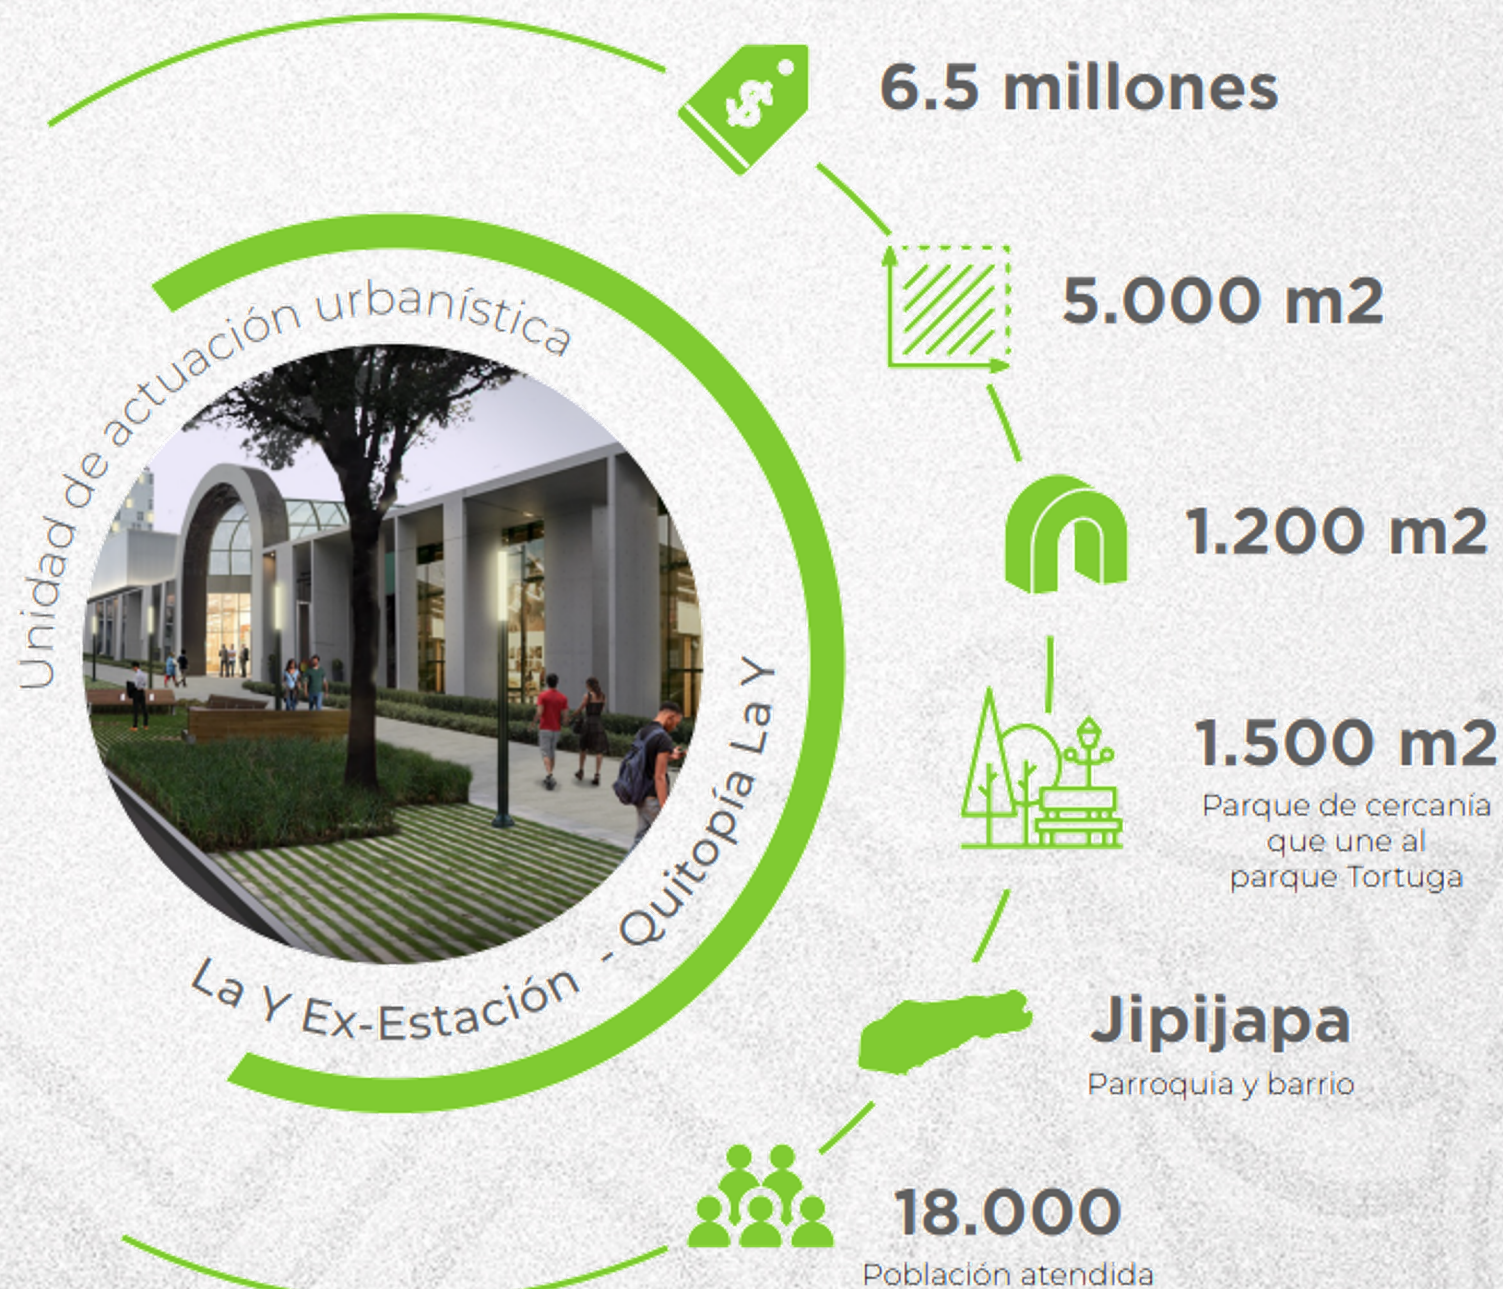 6.5 millones
5.000 m2
Unidad de actuación urbanística
1.200 m2
La Y Ex-Estación - Quitopía La Y
1.500 m2
Parque de cercanía
que une al
parque Tortuga
Jipijapa
Parroquia y barrio
18.000
Población atendida